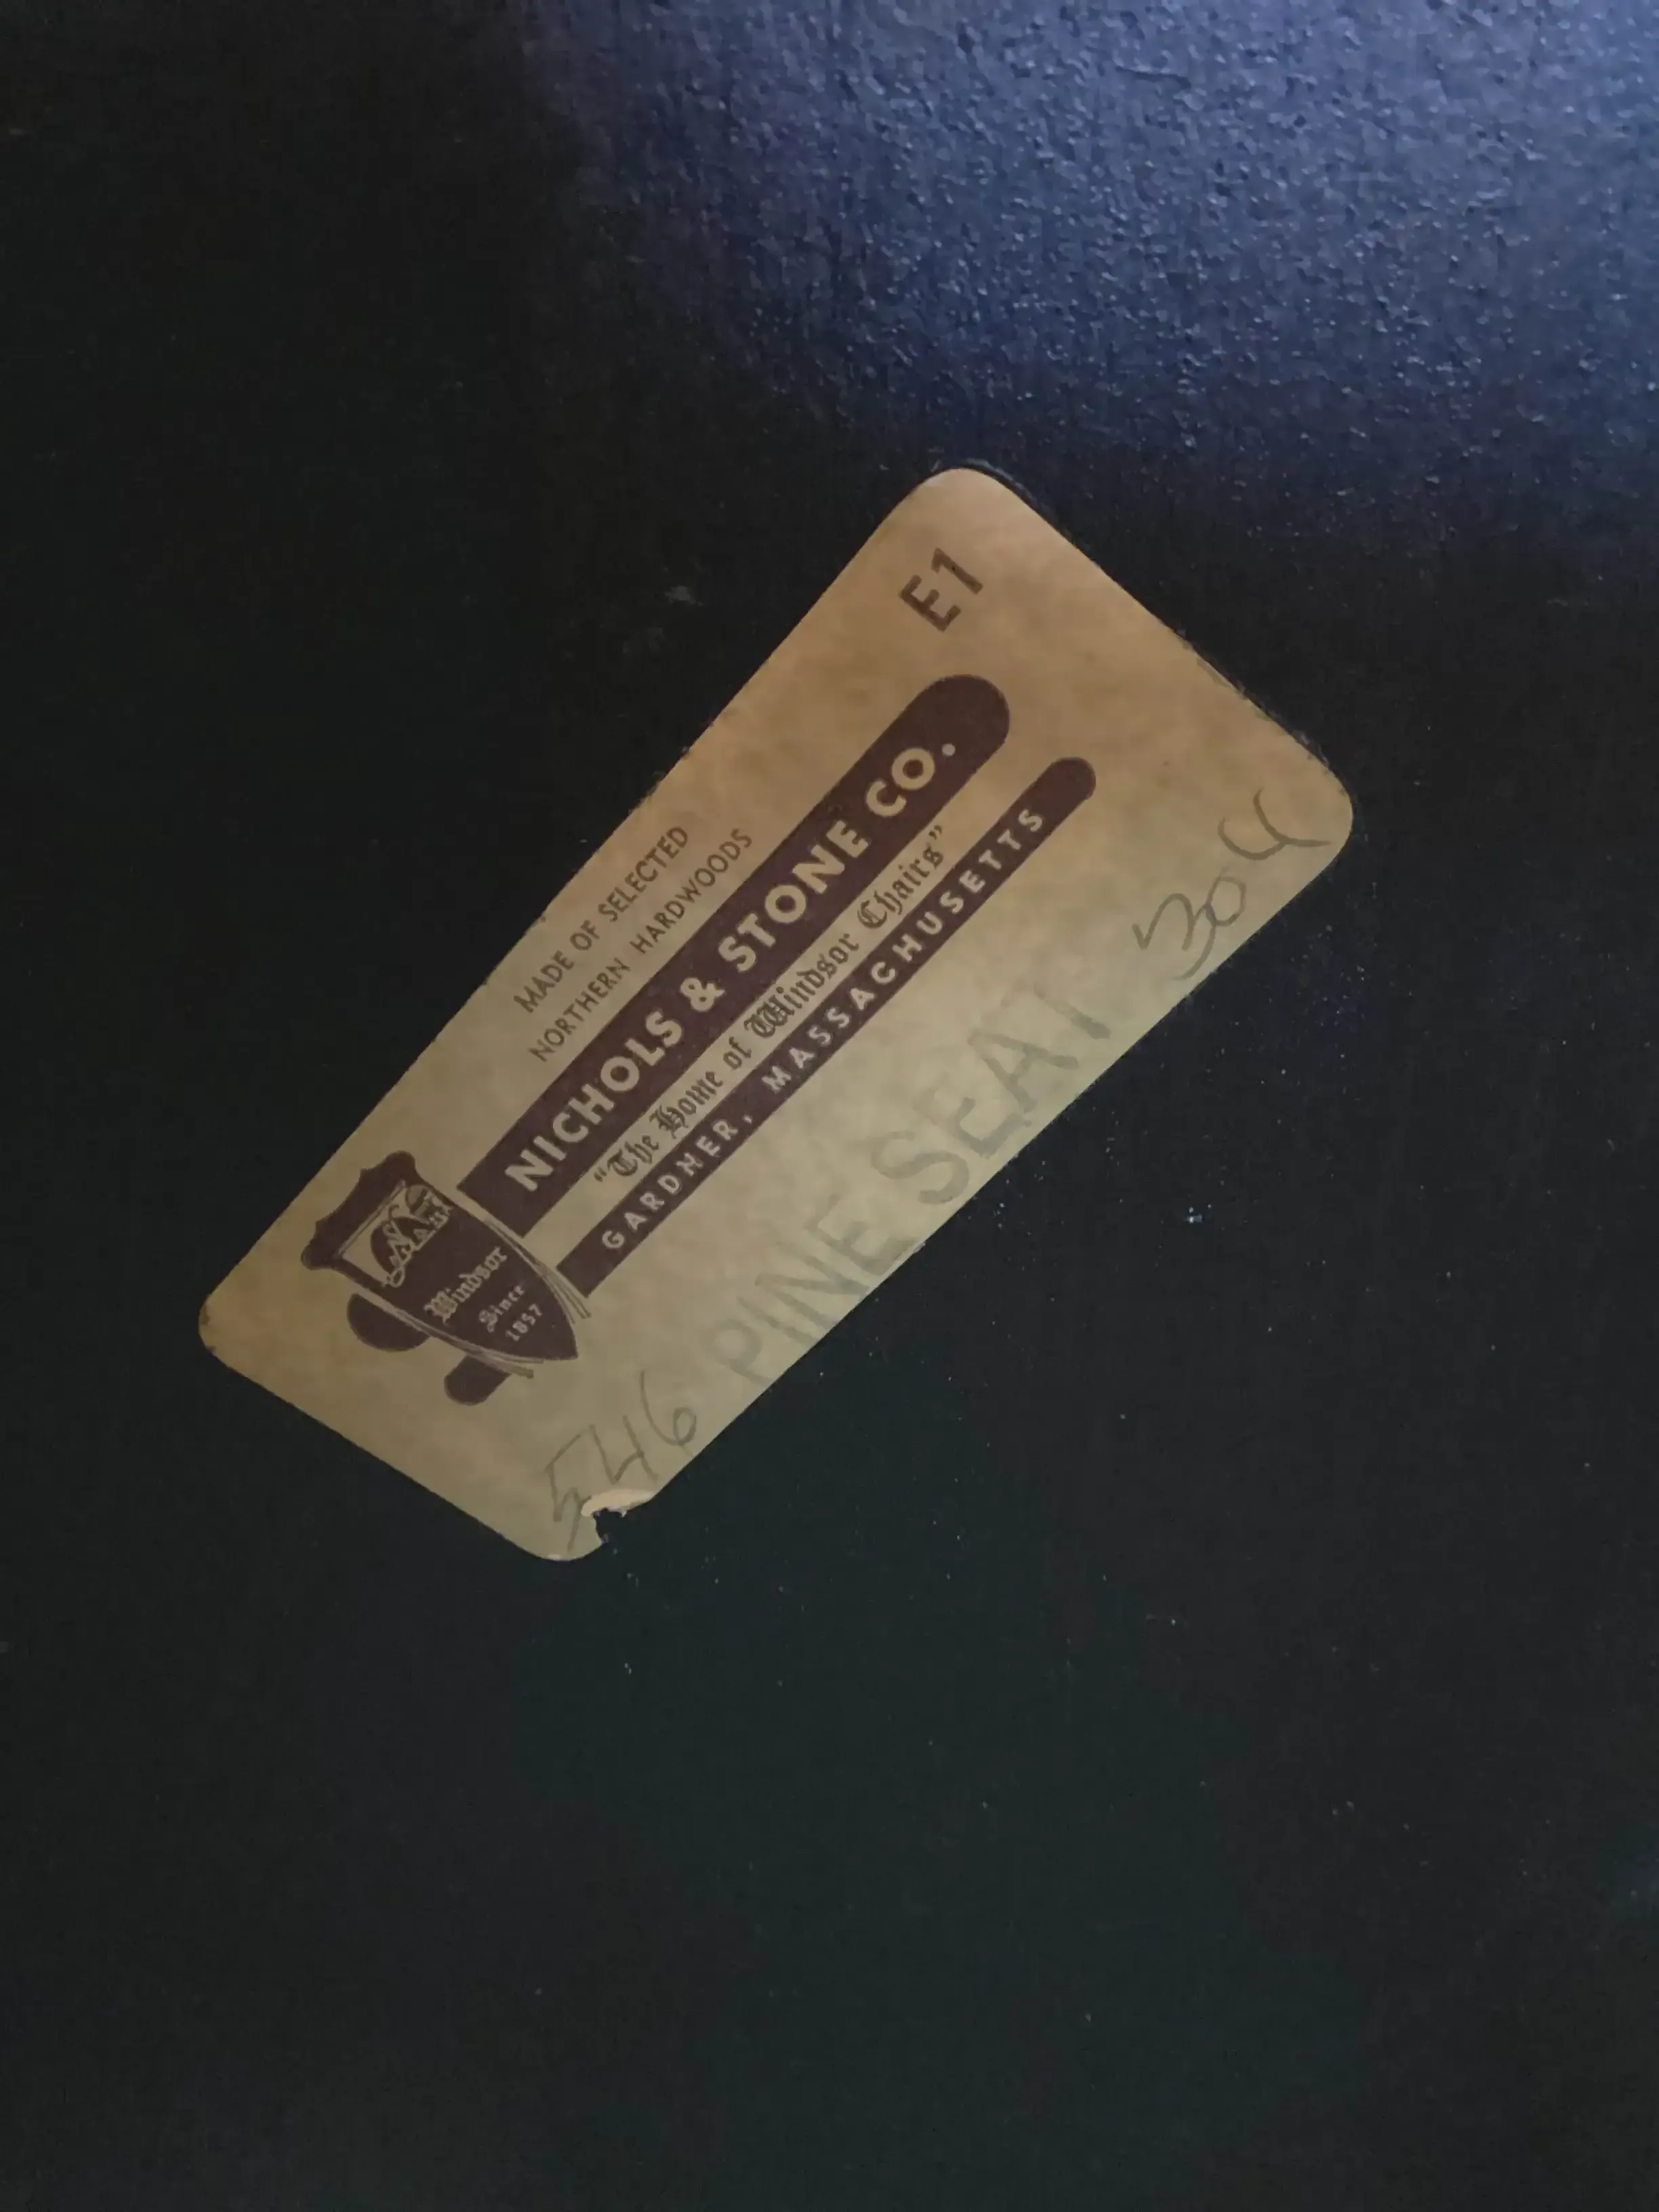 E1
MADE OF SELECTED
NORTHERN HARDWOODS
NICHOLS & STONE CO.
"The Home of Windsor Chairs"
GARDNER, MASSACHUSETTS
Windsor
Since
1857
546 PINE SEAT 304